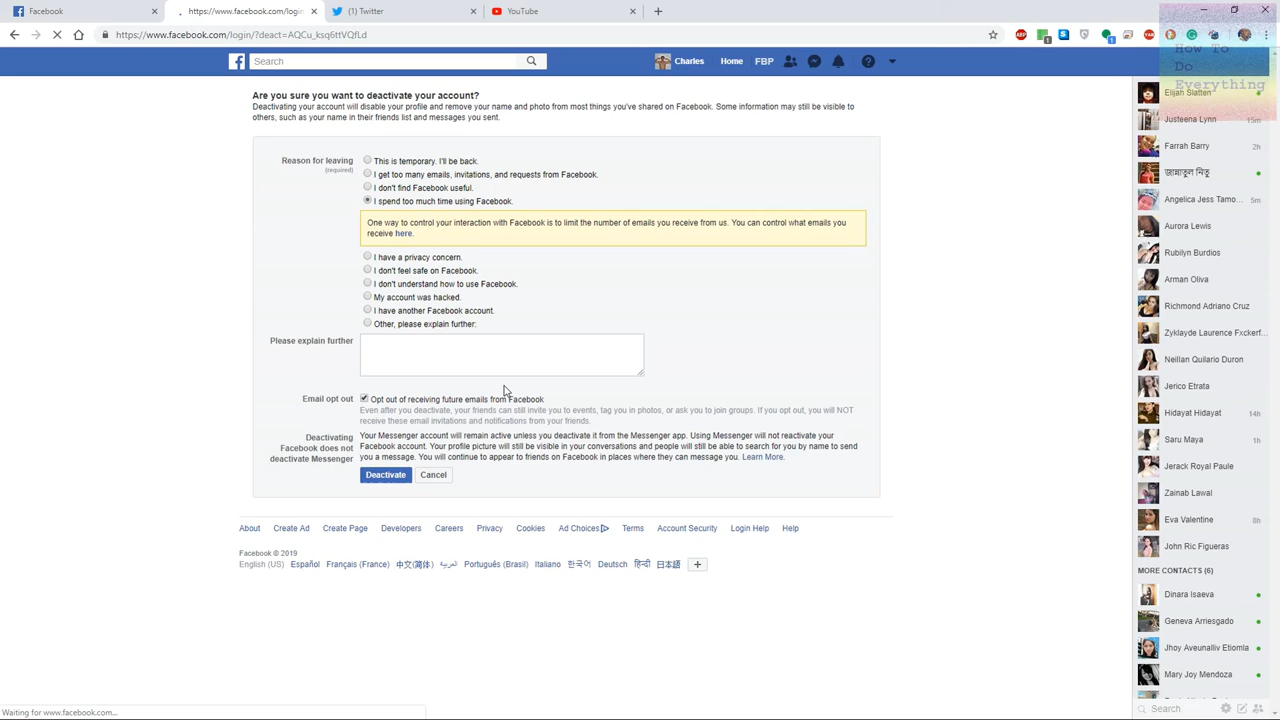 Facebook
https://www.facebook.com/login
(1) Twitter
YouTube
https://www.facebook.com/login/?deact=AQCu_ksq6ttVQfLd
Search
Charles
Home
FBP
How To
Do
Everything
Are you sure you want to deactivate your account?
Deactivating your account will disable your profile and remove your name and photo from most things you've shared on Facebook. Some information may still be visible to
others, such as your name in their friends list and messages you sent.
Reason for leaving
(required)
This is temporary. I'll be back.
I get too many emails, invitations, and requests from Facebook.
I don't find Facebook useful.
I spend too much time using Facebook.
One way to control your interaction with Facebook is to limit the number of emails you receive from us. You can control what emails you
receive here.
I have a privacy concern.
I don't feel safe on Facebook.
I don't understand how to use Facebook.
My account was hacked.
I have another Facebook account.
Other, please explain further:
Please explain further
Email opt out
Opt out of receiving future emails from Facebook
Even after you deactivate, your friends can still invite you to events, tag you in photos, or ask you to join groups. If you opt out, you will NOT
receive these email invitations and notifications from your friends.
Deactivating
Facebook does not
deactivate Messenger
Your Messenger account will remain active unless you deactivate it from the Messenger app. Using Messenger will not reactivate your
Facebook account. Your profile picture will still be visible in your conversations and people will still be able to search for you by name to send
you a message. You will continue to appear to friends on Facebook in places where they can message you. Learn More.
Deactivate Cancel
About Create Ad Create Page Developers Careers Privacy Cookies Ad Choices Terms Account Security Login Help Help
Facebook © 2019
English (US) Español Français (France) 中文(简体) العربية Português (Brasil) Italiano 한국어 Deutsch हिन्दी 日本語 +
Elijah Slatten
Justeena Lynn 15m
Farrah Barry 2h
জান্নাতুল নিতু
Angelica Jess Tamo... 5m
Aurora Lewis
Rubilyn Burdios
Arman Oliva
Richmond Adriano Cruz
Zyklayde Laurence Fxckerf...
Neillan Quilario Duron
Jerico Etrata
Hidayat Hidayat 14h
Saru Maya 1h
Jerack Royal Paule
Zainab Lawal
Eva Valentine 8h
John Ric Figueras
MORE CONTACTS (6)
Dinara Isaeva
Geneva Arriesgado
Jhoy Aveunalliv Etiomla
Mary Joy Mendoza
Search
Waiting for www.facebook.com...